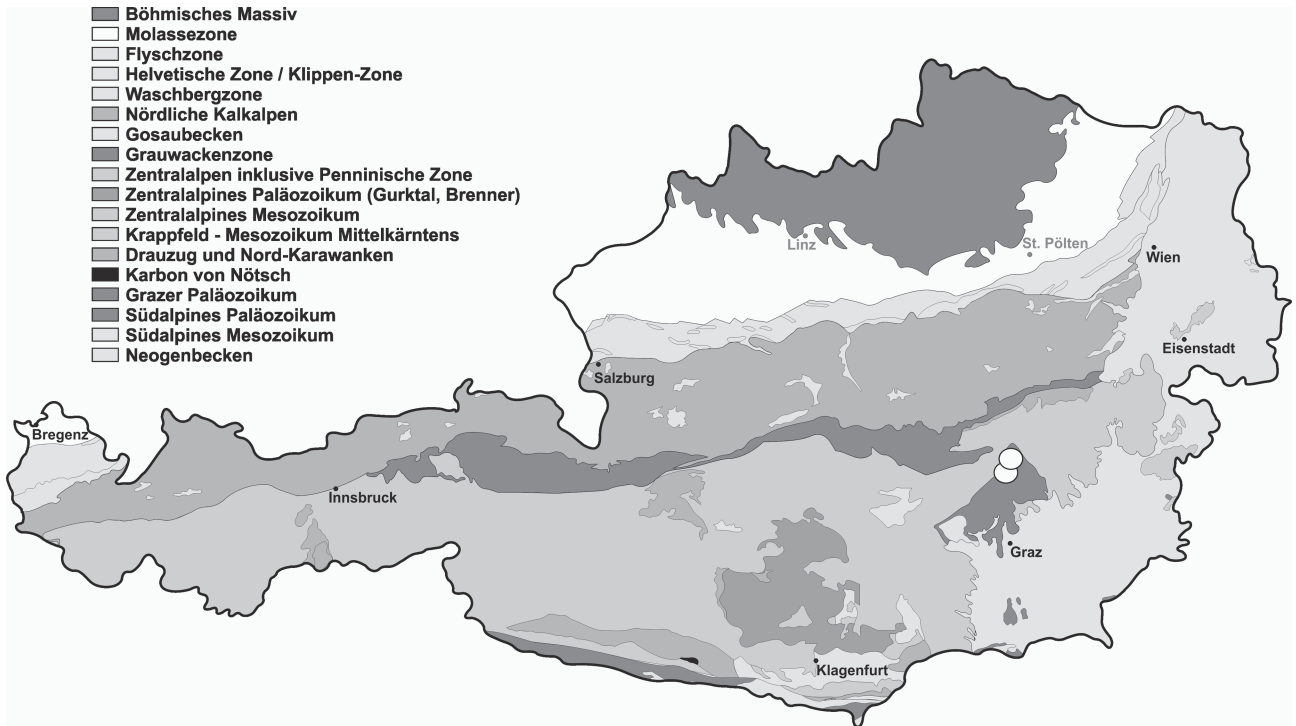 Böhmisches Massiv
Molassezone
Flyschzone
Helvetische Zone / Klippen-Zone
Waschbergzone
Nördliche Kalkalpen
Gosaubecken
Grauwackenzone
Zentralalpen inklusive Penninische Zone
Zentralalpines Paläozoikum (Gurktal, Brenner)
Zentralalpines Mesozoikum
Krappfeld - Mesozoikum Mittelkärntens
Drauzug und Nord-Karawanken
Karbon von Nötsch
Grazer Paläozoikum
Südalpines Paläozoikum
Südalpines Mesozoikum
Neogenbecken
Linz
St. Pölten
Wien
Eisenstadt
Salzburg
Bregenz
Innsbruck
Graz
Klagenfurt